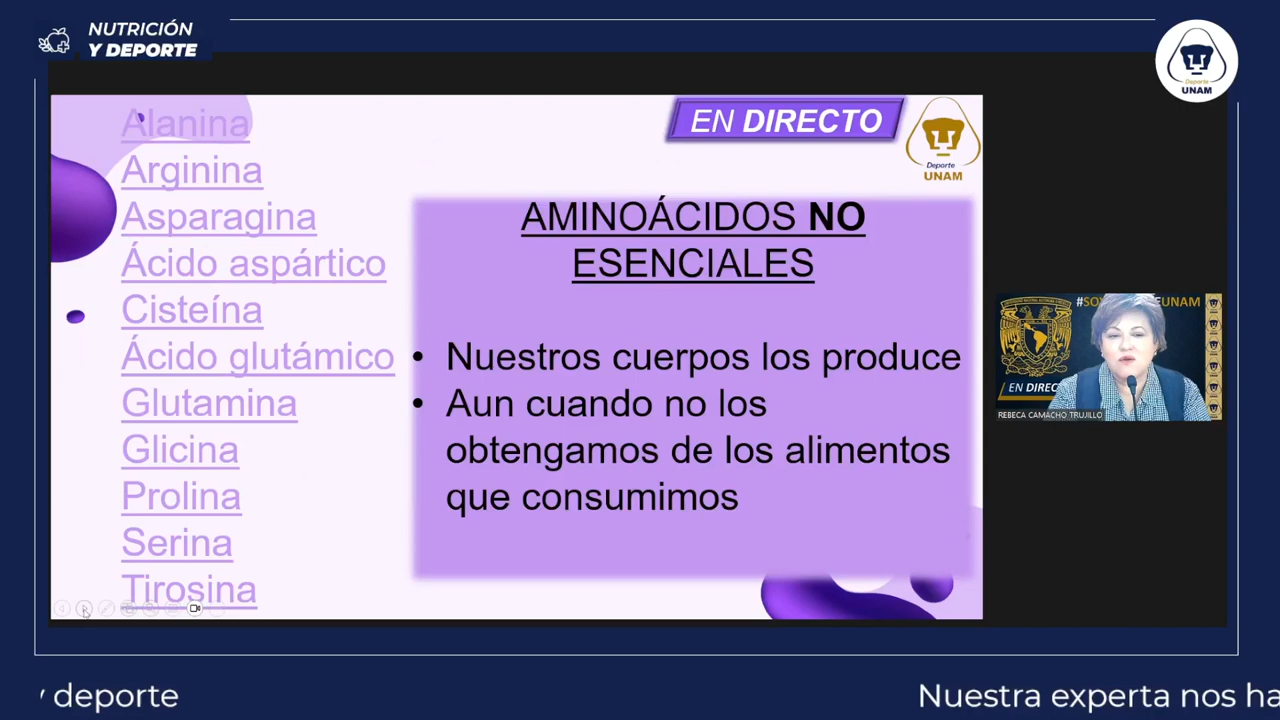 NUTRICIÓN
Y DEPORTE
Deporte
UNAM
EN DIRECTO
Deporte
UNAM
Alanina
Arginina
Asparagina
Ácido aspártico
Cisteína
Ácido glutámico
Glutamina
Glicina
Prolina
Serina
Tirosina
AMINOÁCIDOS NO
ESENCIALES
• Nuestros cuerpos los produce
• Aun cuando no los
obtengamos de los alimentos
que consumimos
UNAM
EN DIREC
REBECA CAMACHO TRUJILLO
y deporte
Nuestra experta nos ha